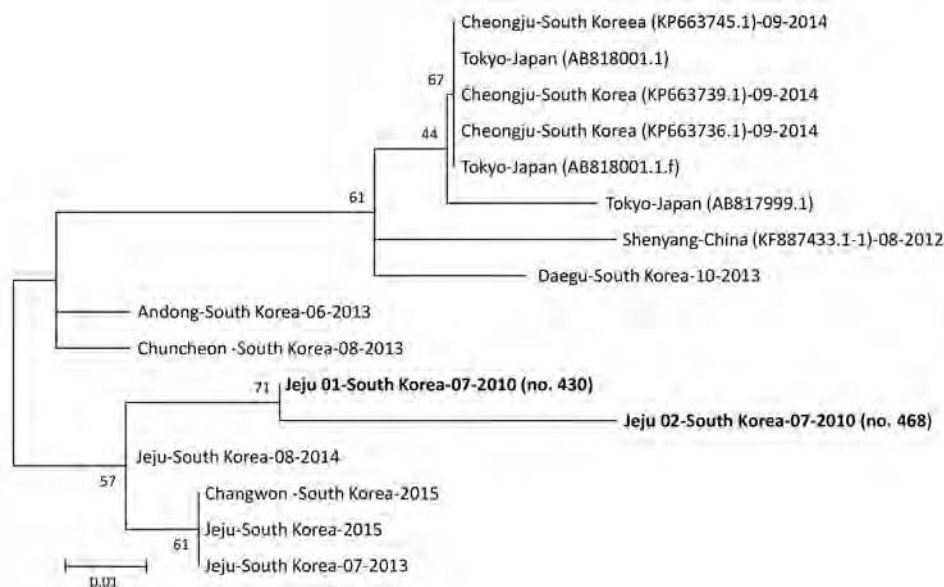 Cheongju-South Koreea (KP663745.1)-09-2014
Tokyo-Japan (AB818001.1)
67
Cheongju-South Korea (KP663739.1)-09-2014
44
Cheongju-South Korea (KP663736.1)-09-2014
Tokyo-Japan (AB818001.1.f)
61
Tokyo-Japan (AB817999.1)
Shenyang-China (KF887433.1-1)-08-2012
Daegu-South Korea-10-2013
Andong-South Korea-06-2013
Chuncheon -South Korea-08-2013
71
Jeju 01-South Korea-07-2010 (no. 430)
Jeju 02-South Korea-07-2010 (no. 468)
Jeju-South Korea-08-2014
57
Changwon -South Korea-2015
Jeju-South Korea-2015
61
Jeju-South Korea-07-2013
0.01